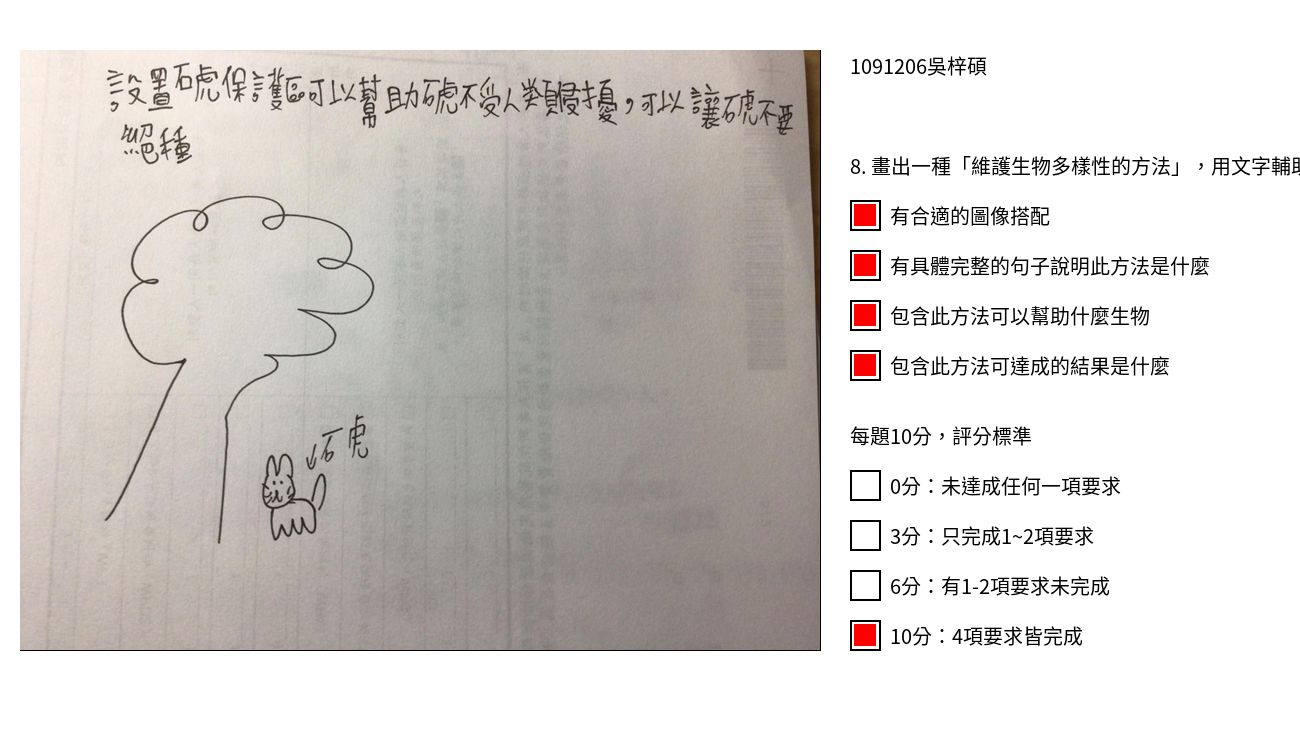 設置石虎保護區可以幫助石虎不受人類侵擾，可以讓石虎不要
絕種
↓石虎
1091206吳梓碩
8. 畫出一種「維護生物多樣性的方法」，用文字輔
有合適的圖像搭配
有具體完整的句子說明此方法是什麼
包含此方法可以幫助什麼生物
包含此方法可達成的結果是什麼
每題10分，評分標準
0分：未達成任何一項要求
3分：只完成1~2項要求
6分：有1-2項要求未完成
10分：4項要求皆完成